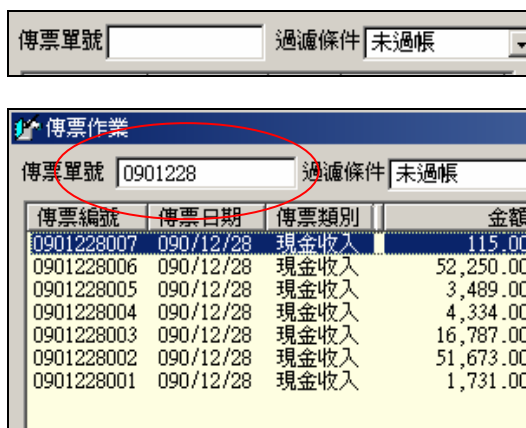 傳票單號 過濾條件 未過帳
傳票作業
傳票單號 0901228 過濾條件 未過帳
傳票編號 傳票日期 傳票類別 金額
0901228007 090/12/28 現金收入 115.00
0901228006 090/12/28 現金收入 52,250.00
0901228005 090/12/28 現金收入 3,489.00
0901228004 090/12/28 現金收入 4,334.00
0901228003 090/12/28 現金收入 16,787.00
0901228002 090/12/28 現金收入 51,673.00
0901228001 090/12/28 現金收入 1,731.00